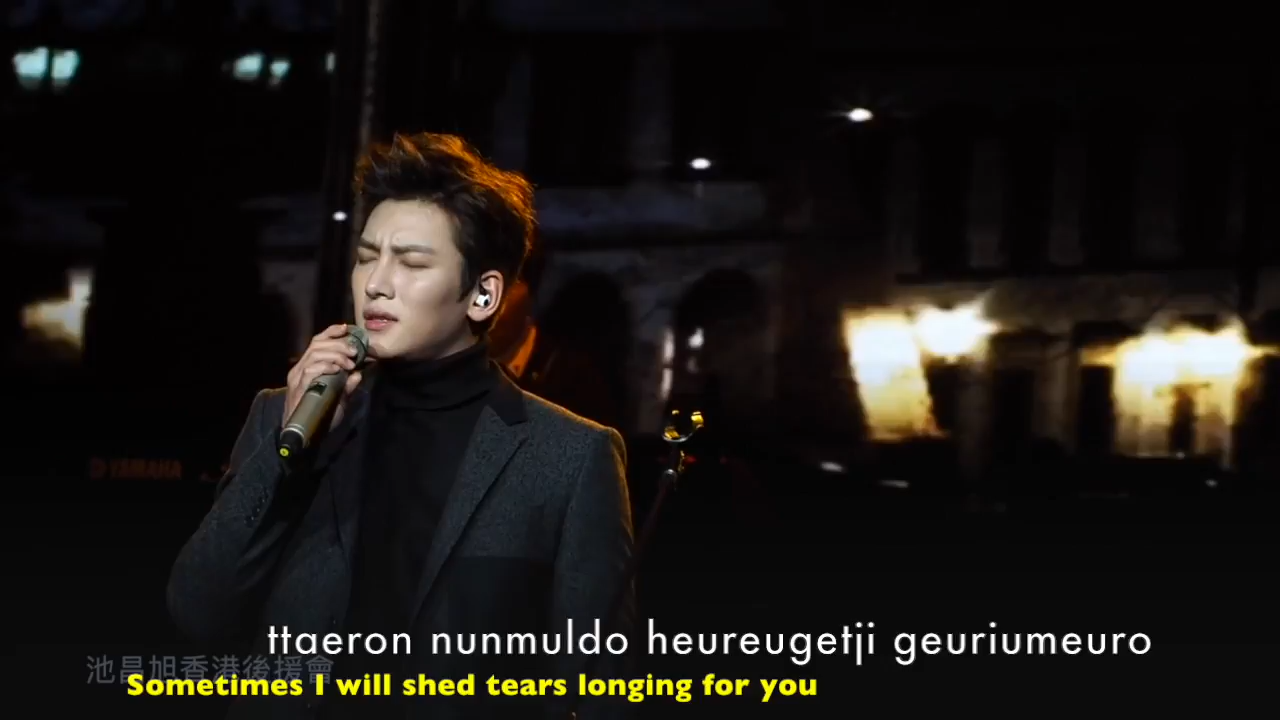 YAMAHA
ttaeron nunmuldo heureugetji geuriumeuro
池昌旭香港後援會
Sometimes I will shed tears longing for you